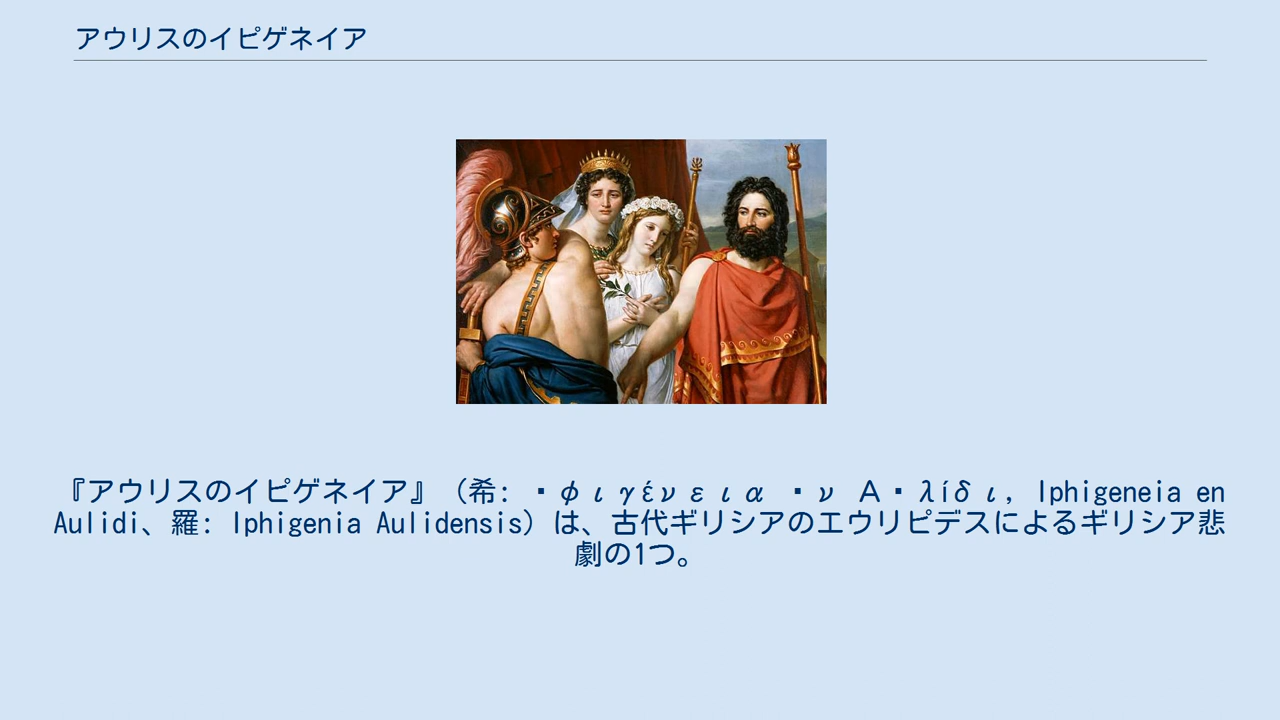 アウリスのイピゲネイア
『アウリスのイピゲネイア』（希: ・φιγένεια ・ν Α・λίδι, Iphigeneia en
Aulidi、羅: Iphigenia Aulidensis）は、古代ギリシアのエウリピデスによるギリシア悲
劇の1つ。